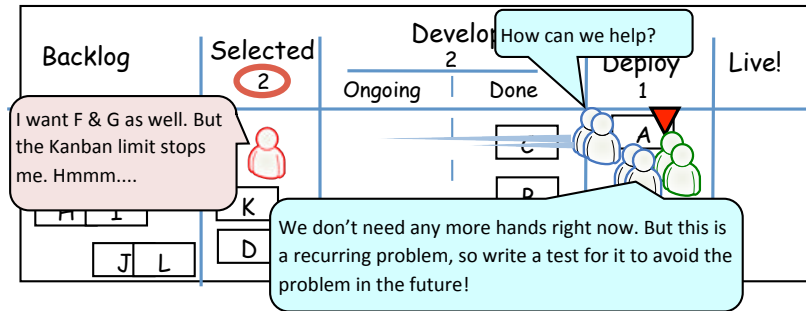 Backlog
Selected
2
Develop
2
Ongoing
Done
How can we help?
Deploy
1
Live!
I want F & G as well. But
the Kanban limit stops
me. Hmmm....
A
C
B
H I
K
D
J L
We don't need any more hands right now. But this is
a recurring problem, so write a test for it to avoid the
problem in the future!